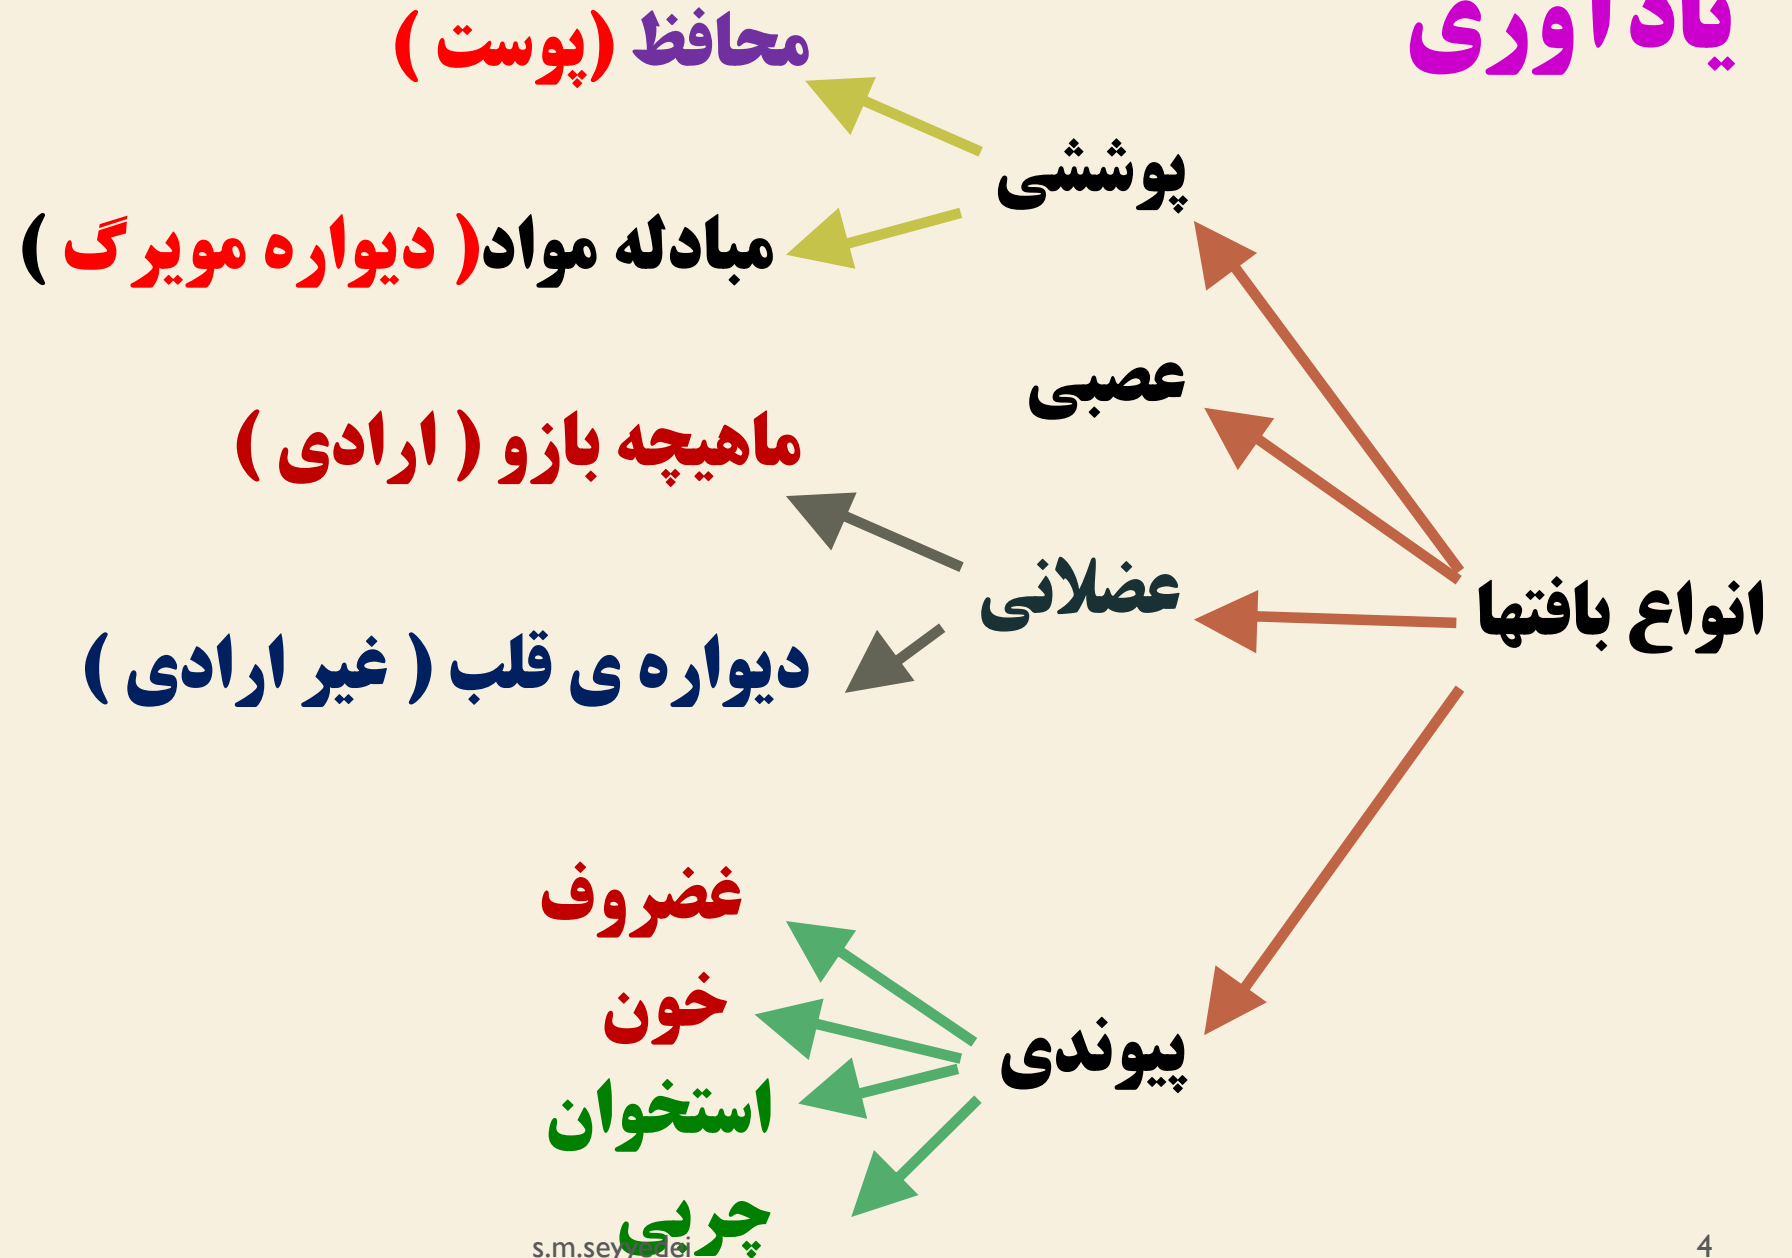 یادآوری
محافظ (پوست )
پوششی
مبادله مواد( دیواره مویرگ )
عصبی
ماهیچه بازو ( ارادی )
عضلانی
انواع بافتها
دیواره ی قلب ( غیر ارادی )
غضروف
خون
پیوندی
استخوان
چربی
s.m.seyyedei
4